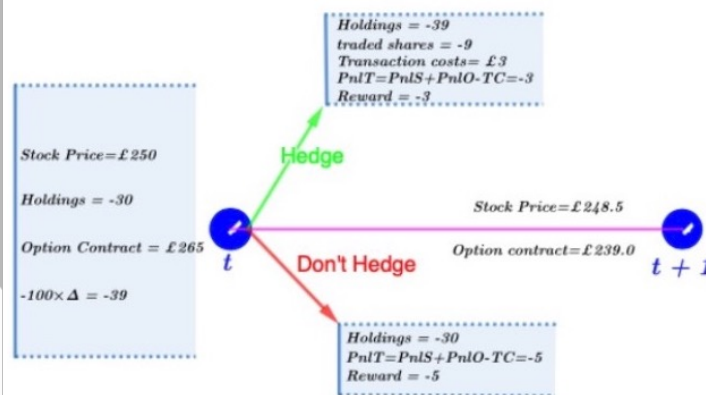 Holdings = -39
traded shares = -9
Transaction costs= £3
PnlT=PnlS+PnlO-TC=-3
Reward = -3
Stock Price=£250
Holdings = -30
Option Contract = £265
-100× Δ = -39
Hedge
Stock Price=£248.5
t
Don't Hedge
Option contract=£239.0
t + 1
Holdings = -30
PnlT=PnlS+PnlO-TC=-5
Reward = -5